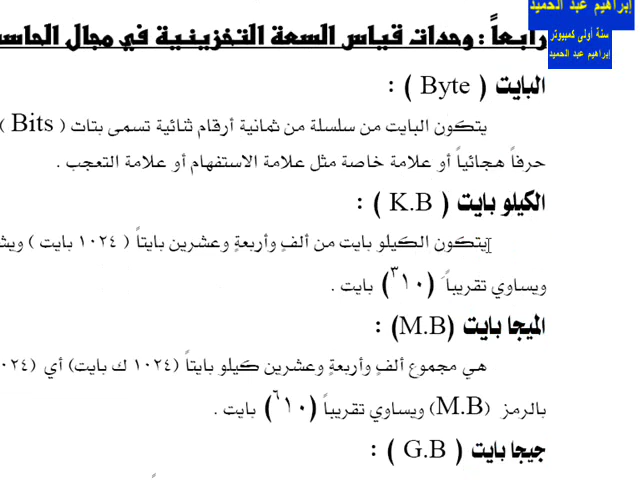 إبراهيم عبد الحميد
سنة أولى كمبيوتر
إبراهيم عبد الحميد
رابعاً : وحدات قياس السعة التخزينية في مجال الحاس
البايت ( Byte ) :
يتكون البايت من سلسلة من ثمانية أرقام ثنائية تسمى بتات ( Bits )
حرفاً هجائياً أو علامة خاصة مثل علامة الاستفهام أو علامة التعجب .
الكيلو بايت ( K.B ) :
يتكون الكيلو بايت من ألفٍ وأربعةٍ وعشرين بايتاً ( ١٠٢٤ بايت )
ويساوي تقريباً (١٠^٣) بايت .
الميجا بايت (M.B) :
هي مجموع ألفٍ وأربعةٍ وعشرين كيلو بايتاً (١٠٢٤ ك بايت) أي (
بالرمز (M.B) ويساوي تقريباً (١٠^٦) بايت .
جيجا بايت ( G.B ) :